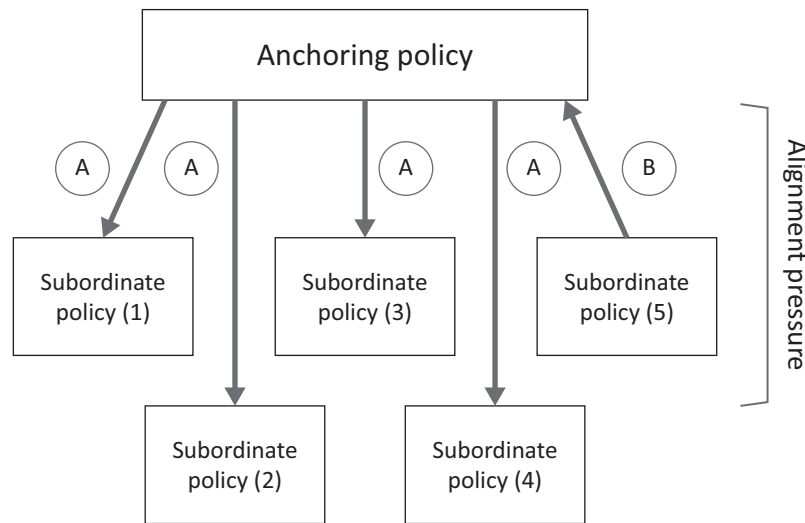 Anchoring policy
A
A
A
A
B
Alignment pressure
Subordinate
policy (1)
Subordinate
policy (3)
Subordinate
policy (5)
Subordinate
policy (2)
Subordinate
policy (4)